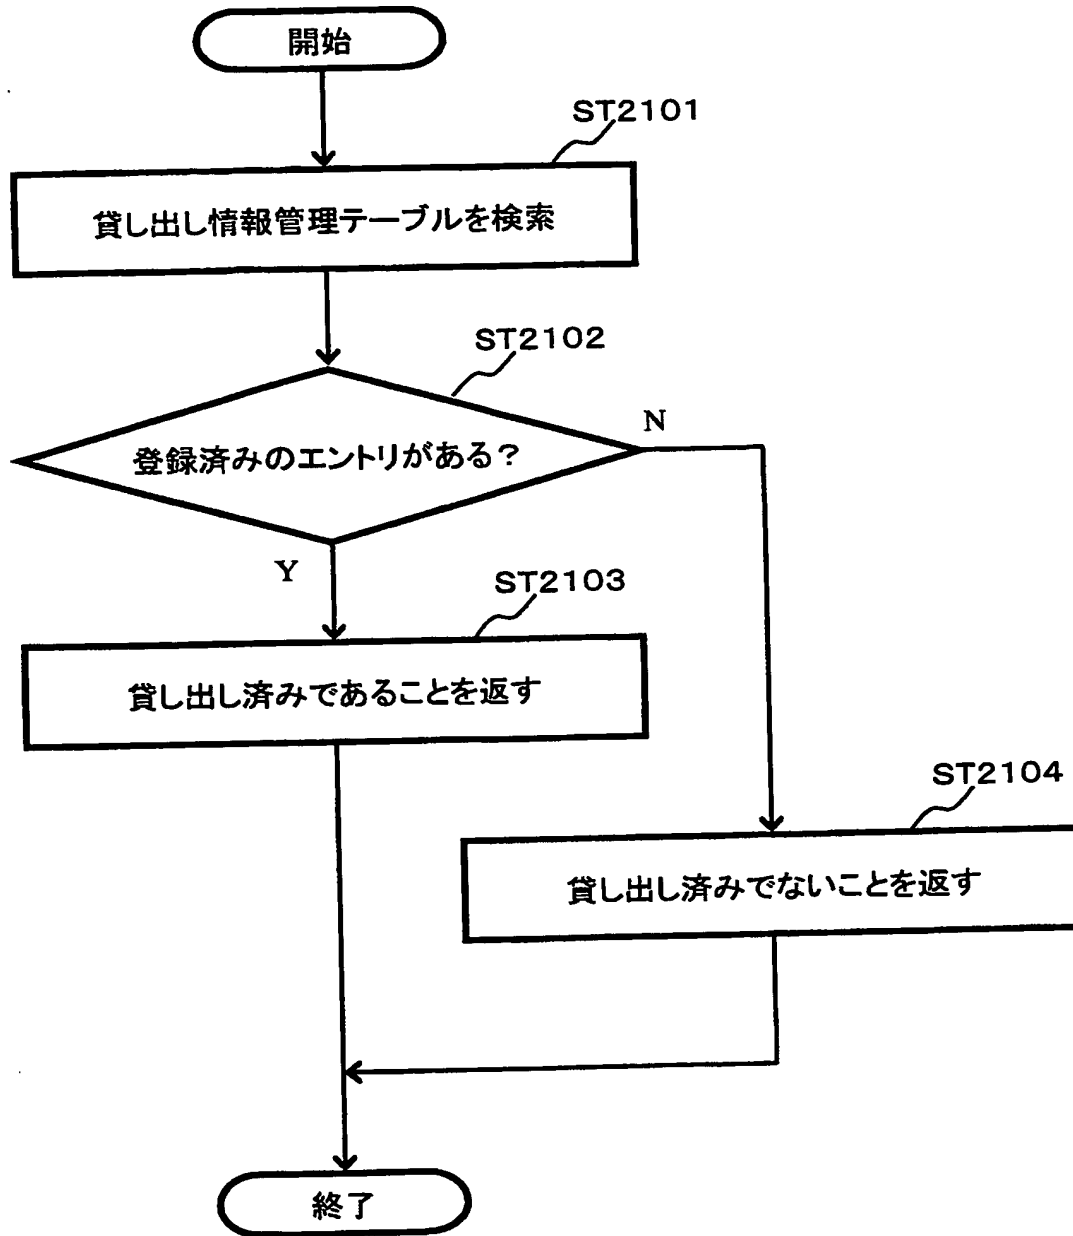 開始
ST2101
貸し出し情報管理テーブルを検索
ST2102
登録済みのエントリがある?
N
Y
ST2103
貸し出し済みであることを返す
ST2104
貸し出し済みでないことを返す
終了